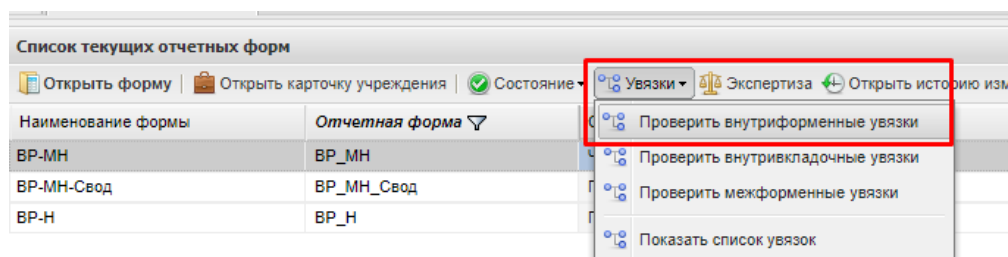 Список текущих отчетных форм
Открыть форму Открыть карточку учреждения Состояние Увязки Экспертиза Открыть историю изм
Наименование формы Отчетная форма
Проверить внутриформенные увязки
ВР-МН ВР_МН
Проверить внутривкладочные увязки
ВР-МН-Свод ВР_МН_Свод
Проверить межформенные увязки
ВР-Н ВР_Н
Показать список увязок